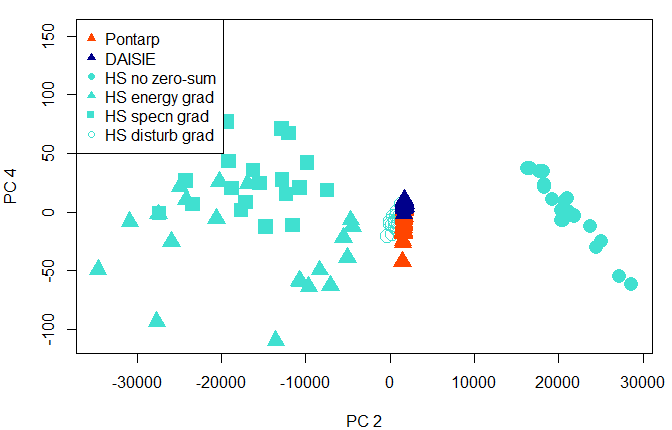 Pontarp
DAISIE
HS no zero-sum
HS energy grad
HS specn grad
HS disturb grad
150
100
50
0
-50
-100
PC 4
-30000 -20000 -10000 0 10000 20000 30000
PC 2